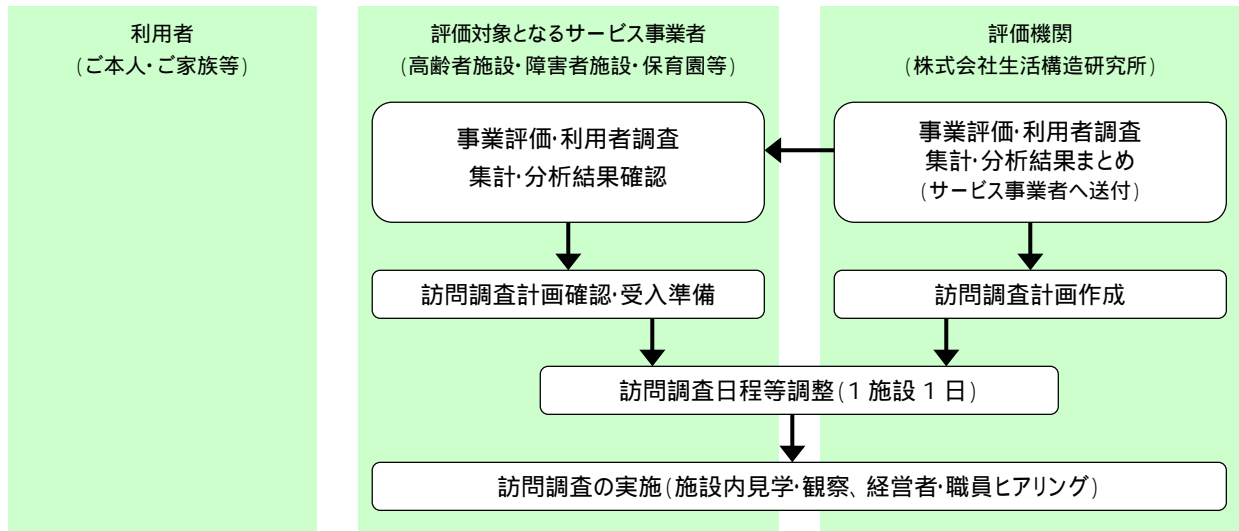 利用者
(ご本人・ご家族等)
評価対象となるサービス事業者
(高齢者施設・障害者施設・保育園等)
評価機関
(株式会社生活構造研究所)
事業評価・利用者調査
集計・分析結果確認
事業評価・利用者調査
集計・分析結果まとめ
(サービス事業者へ送付)
訪問調査計画確認・受入準備
訪問調査計画作成
訪問調査日程等調整(1施設1日)
訪問調査の実施(施設内見学・観察、経営者・職員ヒアリング)